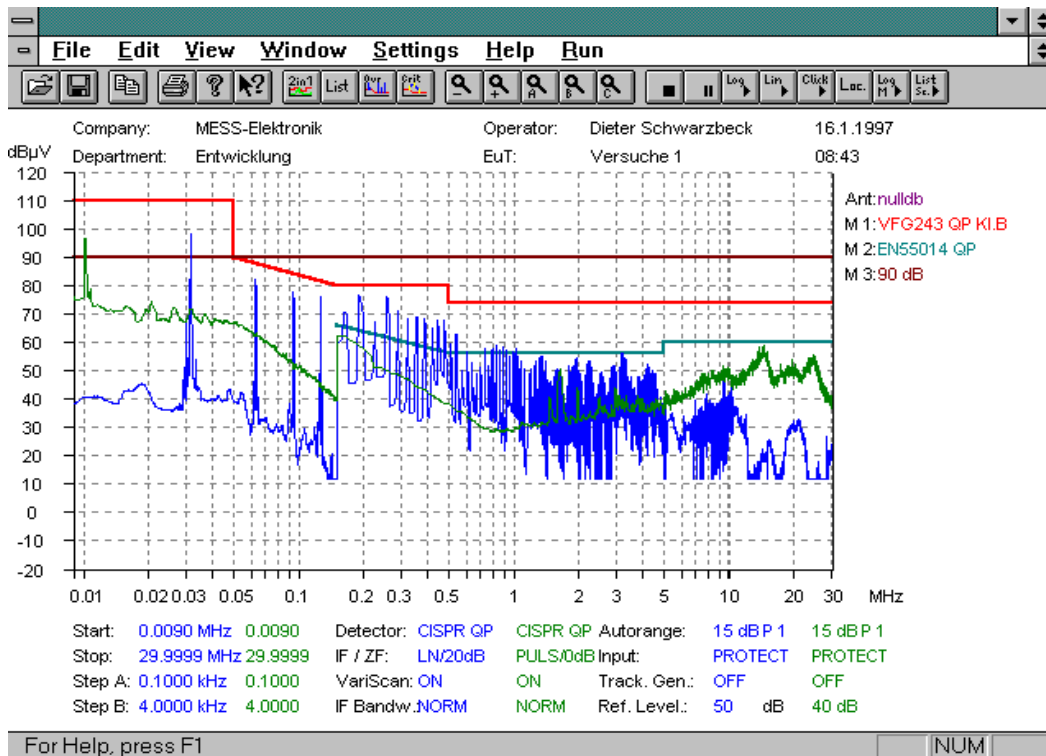 File Edit View Window Settings Help Run
2in1 List Qvr Crit A B C Log Lin Click Loc. Log M List Sc.
Company: MESS-Elektronik Operator: Dieter Schwarzbeck 16.1.1997
dBµV
Department: Entwicklung EuT: Versuche 1 08:43
120
110
100
90
80
70
60
50
40
30
20
10
0
-10
-20
Ant:nulldb
M 1:VFG243 QP Kl.B
M 2:EN55014 QP
M 3:90 dB
0.01 0.02 0.03 0.05 0.1 0.2 0.3 0.5 1 2 3 5 10 20 30 MHz
Start: 0.0090 MHz 0.0090 Detector: CISPR QP CISPR QP Autorange: 15 dB P 1 15 dB P 1
Stop: 29.9999 MHz 29.9999 IF / ZF: LN/20dB PULS/0dB Input: PROTECT PROTECT
Step A: 0.1000 kHz 0.1000 VariScan: ON ON Track. Gen.: OFF OFF
Step B: 4.0000 kHz 4.0000 IF Bandw.:NORM NORM Ref. Level.: 50 dB 40 dB
For Help, press F1 NUM